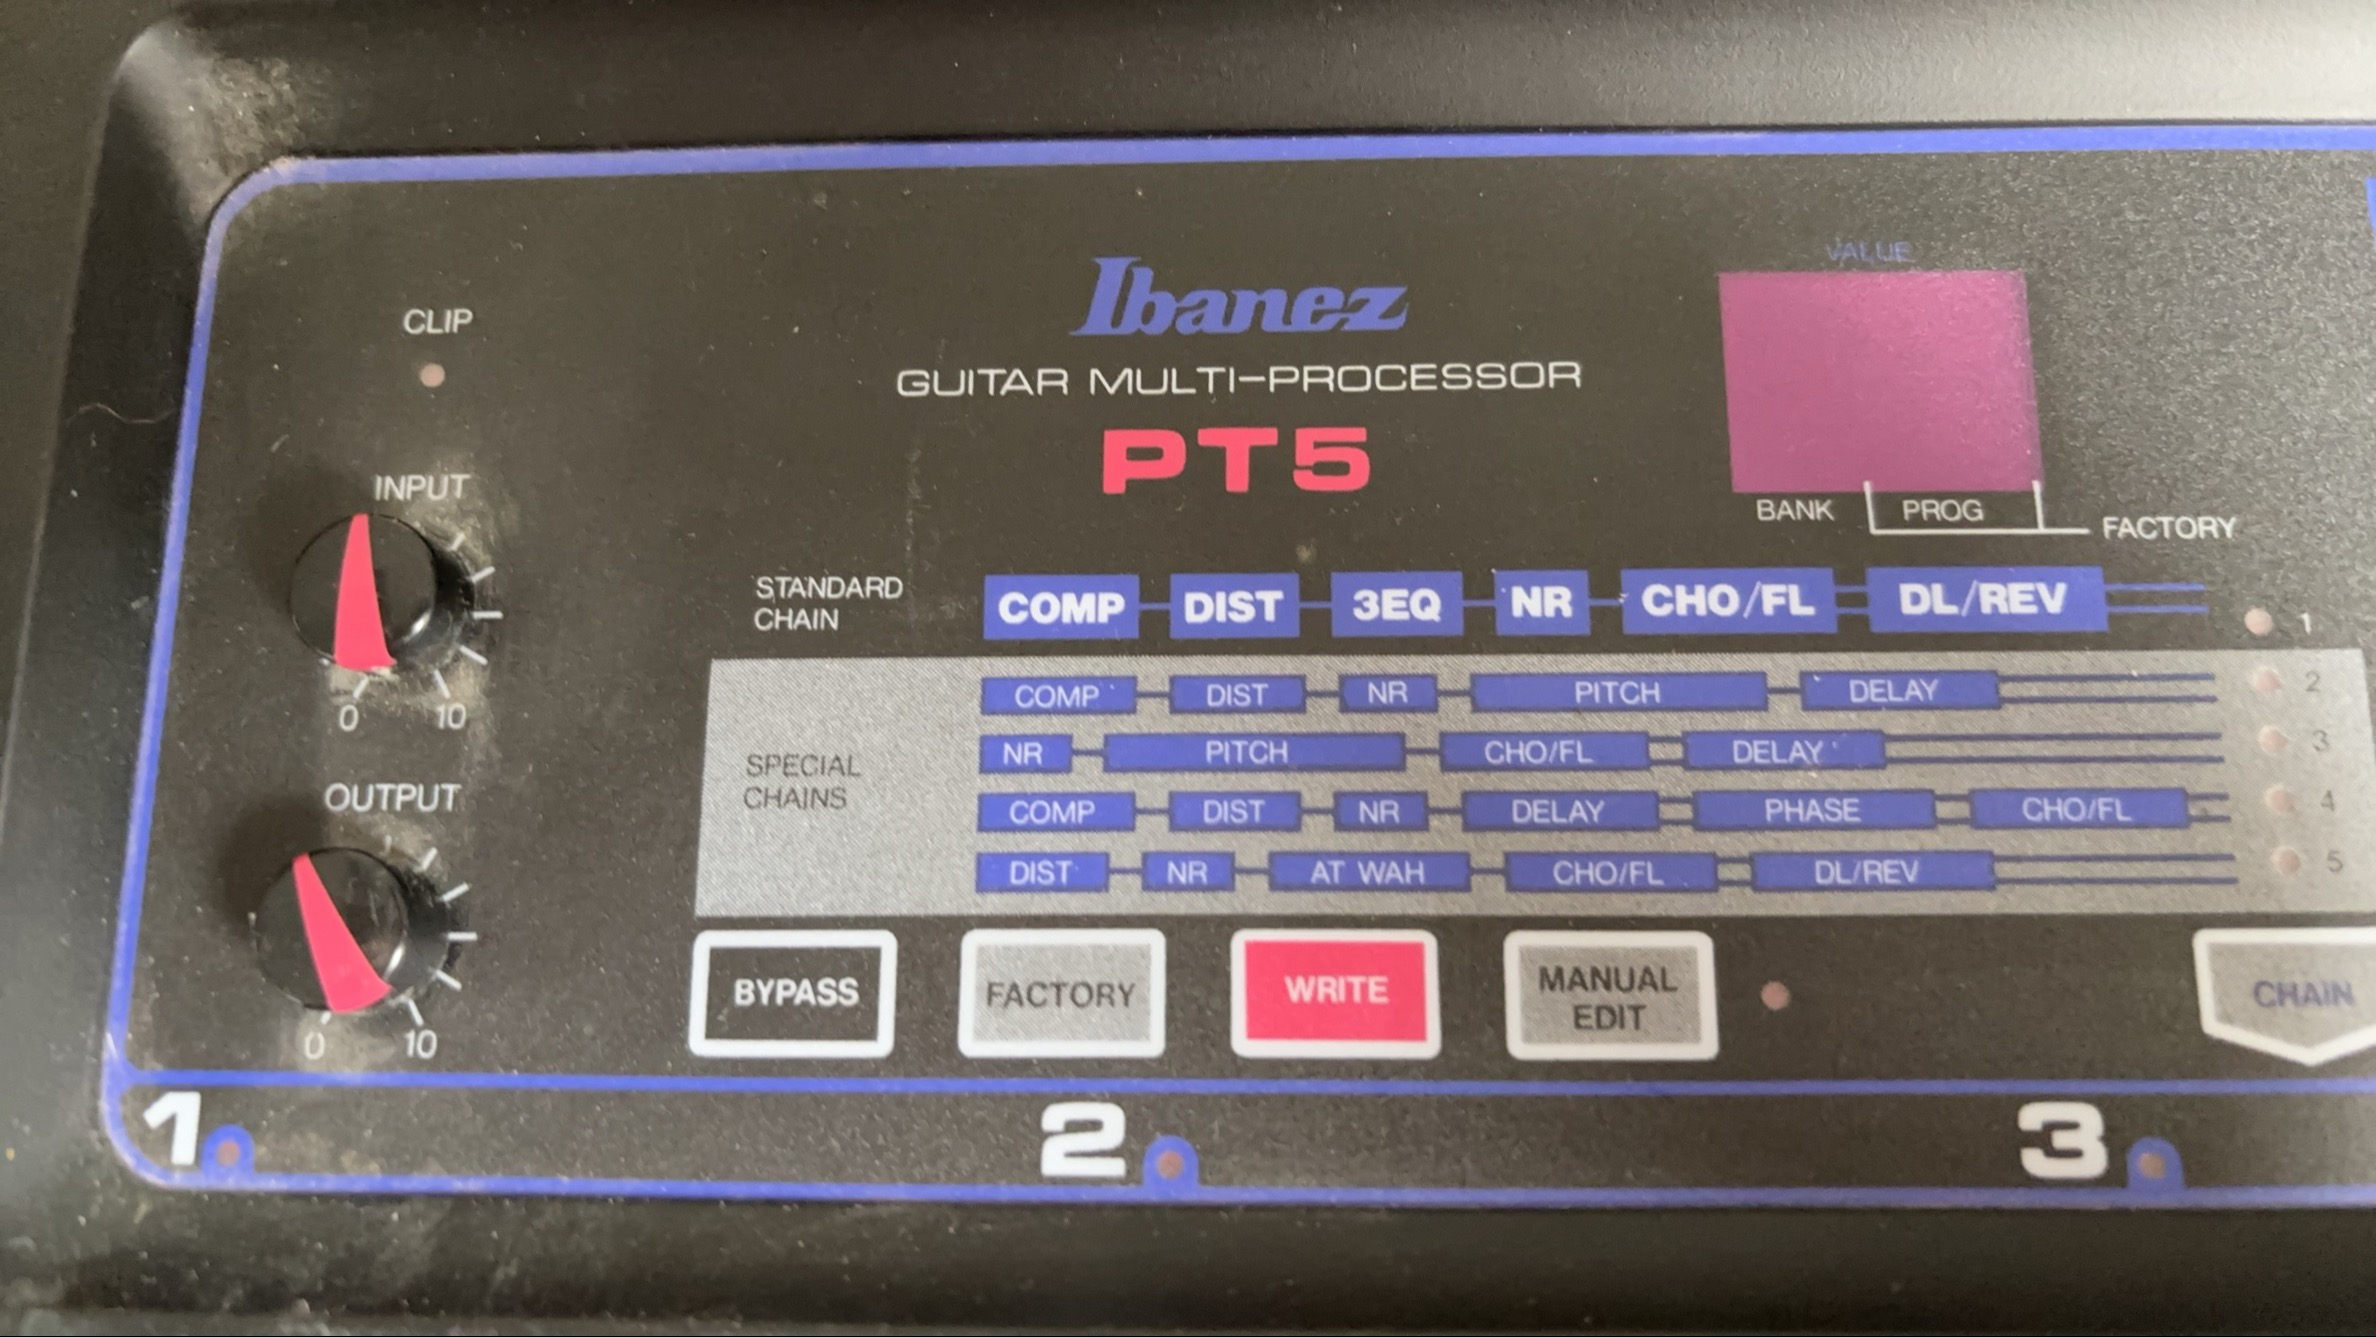 VALUE
Ibanez
CLIP
GUITAR MULTI-PROCESSOR
PT5
INPUT
BANK PROG FACTORY
0 10
STANDARD
CHAIN
COMP DIST 3EQ NR CHO/FL DL/REV 1
COMP DIST NR PITCH DELAY 2
NR PITCH CHO/FL DELAY 3
SPECIAL
CHAINS
COMP DIST NR DELAY PHASE CHO/FL 4
DIST NR AT WAH CHO/FL DL/REV 5
OUTPUT
0 10
BYPASS
FACTORY
WRITE
MANUAL
EDIT
CHAIN
1 2 3